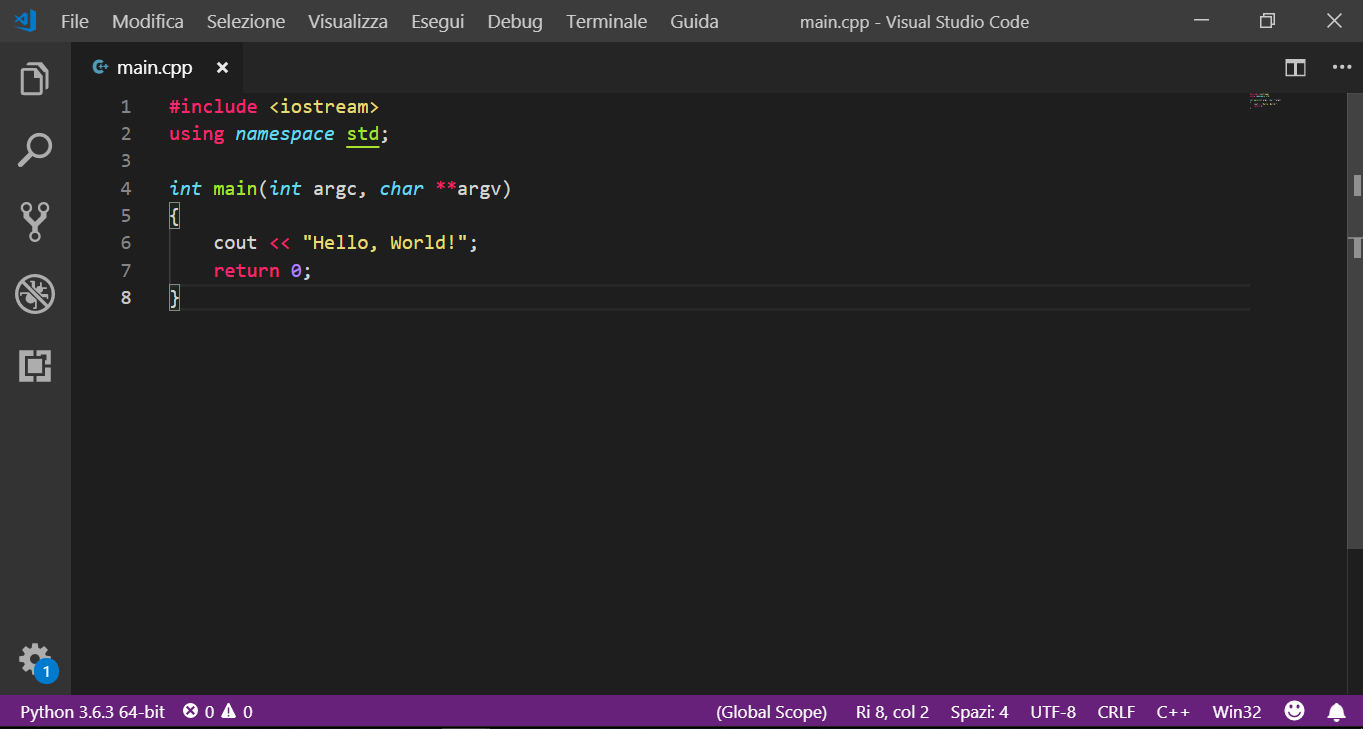 File Modifica Selezione Visualizza Esegui Debug Terminale Guida main.cpp - Visual Studio Code
main.cpp
1 #include <iostream>
2 using namespace std;
3
4 int main(int argc, char **argv)
5 {
6     cout << "Hello, World!";
7     return 0;
8 }
1
Python 3.6.3 64-bit 0 0 (Global Scope) Ri 8, col 2 Spazi: 4 UTF-8 CRLF C++ Win32